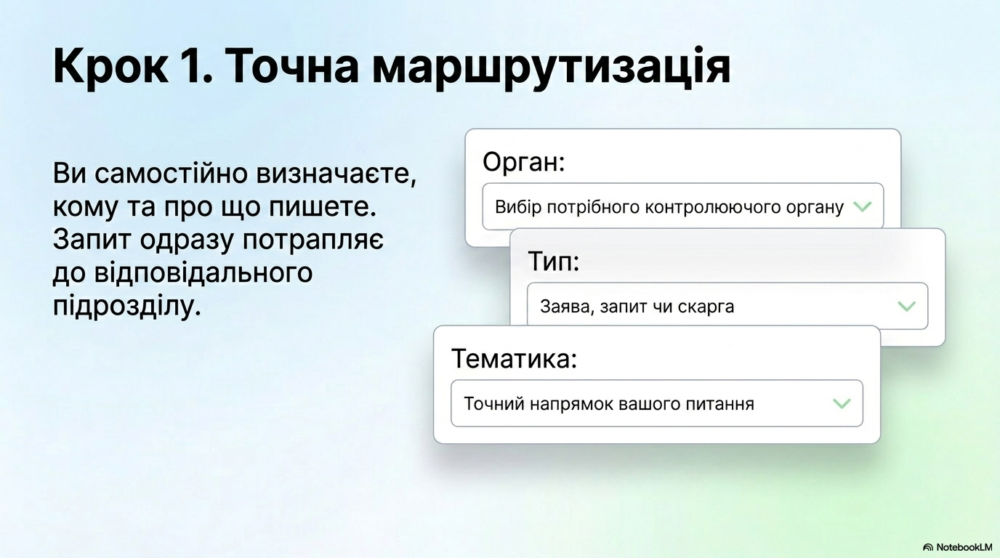 Крок 1. Точна маршрутизація
Ви самостійно визначаєте,
кому та про що пишете.
Запит одразу потрапляє
до відповідального
підрозділу.
Орган:
Вибір потрібного контролюючого органу
Тип:
Заява, запит чи скарга
Тематика:
Точний напрямок вашого питання
NotebookLM